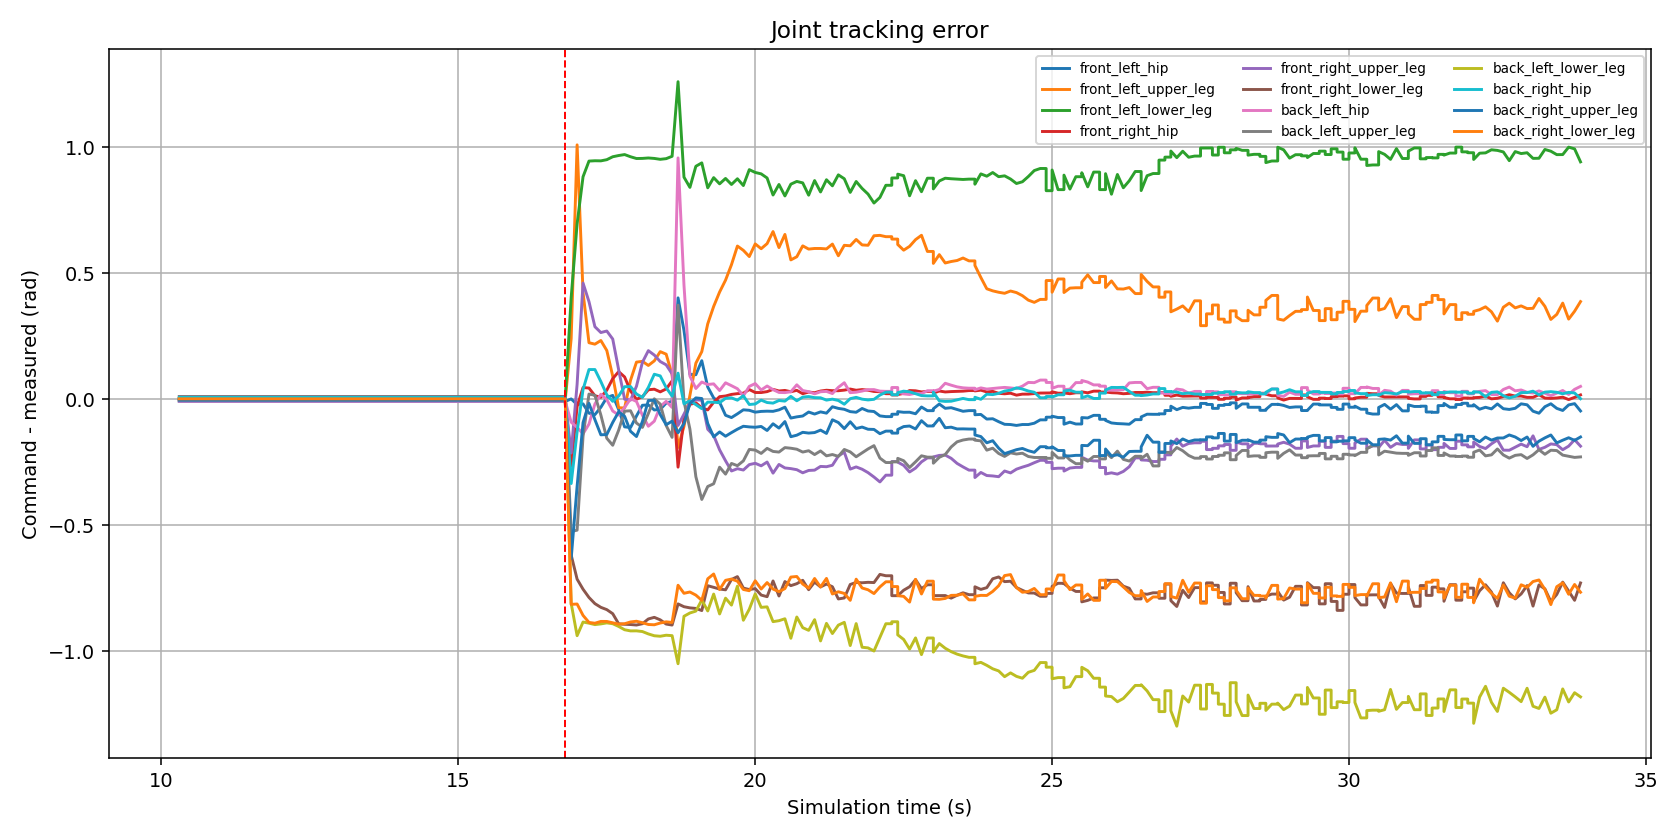 Joint tracking error
front_left_hip
front_left_upper_leg
front_left_lower_leg
front_right_hip
front_right_upper_leg
front_right_lower_leg
back_left_hip
back_left_upper_leg
back_left_lower_leg
back_right_hip
back_right_upper_leg
back_right_lower_leg
Command - measured (rad)
1.0
0.5
0.0
−0.5
−1.0
10 15 20 25 30 35
Simulation time (s)